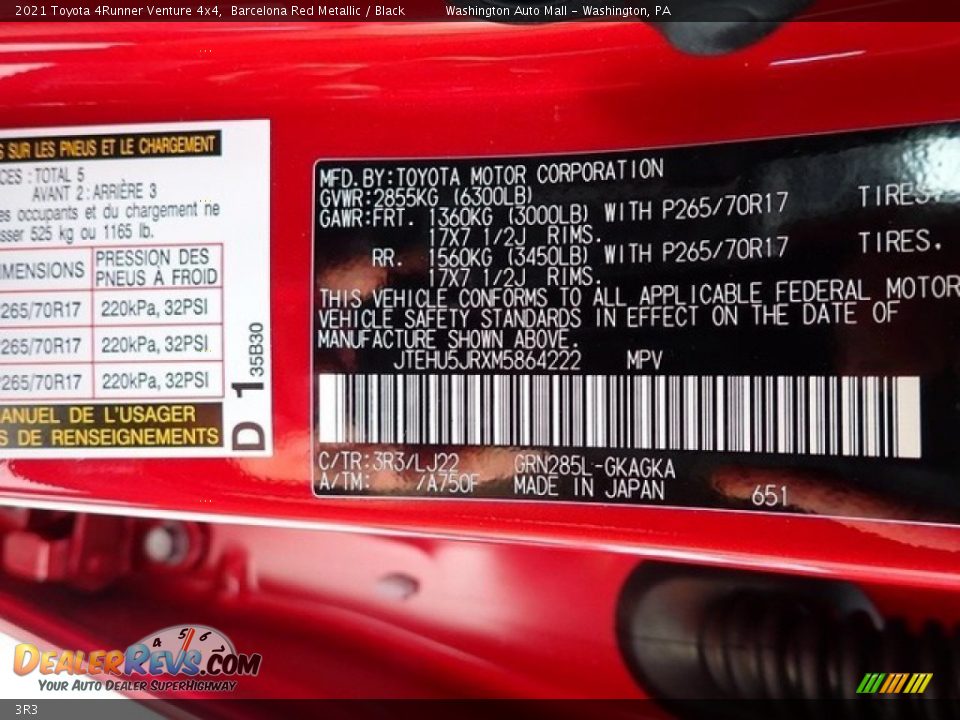 2021 Toyota 4Runner Venture 4x4, Barcelona Red Metallic / Black Washington Auto Mall - Washington, PA
SUR LES PNEUS ET LE CHARGEMENT
CES : TOTAL 5
AVANT 2 : ARRIÈRE 3
es occupants et du chargement ne
sser 525 kg ou 1165 lb.
IMENSIONS PRESSION DES PNEUS À FROID
265/70R17 220kPa, 32PSI
265/70R17 220kPa, 32PSI
265/70R17 220kPa, 32PSI
ANUEL DE L'USAGER
S DE RENSEIGNEMENTS
D 1 35B30
MFD. BY:TOYOTA MOTOR CORPORATION
GVWR:2855KG (6300LB)
GAWR:FRT. 1360KG (3000LB) WITH P265/70R17 TIRES.
17X7 1/2J RIMS.
RR. 1560KG (3450LB) WITH P265/70R17 TIRES.
17X7 1/2J RIMS.
THIS VEHICLE CONFORMS TO ALL APPLICABLE FEDERAL MOTOR
VEHICLE SAFETY STANDARDS IN EFFECT ON THE DATE OF
MANUFACTURE SHOWN ABOVE.
JTEHU5JRXM5864222 MPV
C/TR:3R3/LJ22 GRN285L-GKAGKA
A/TM: /A750F MADE IN JAPAN 651
4 5 6
DEALERREVS.COM
YOUR AUTO DEALER SUPERHIGHWAY
3R3